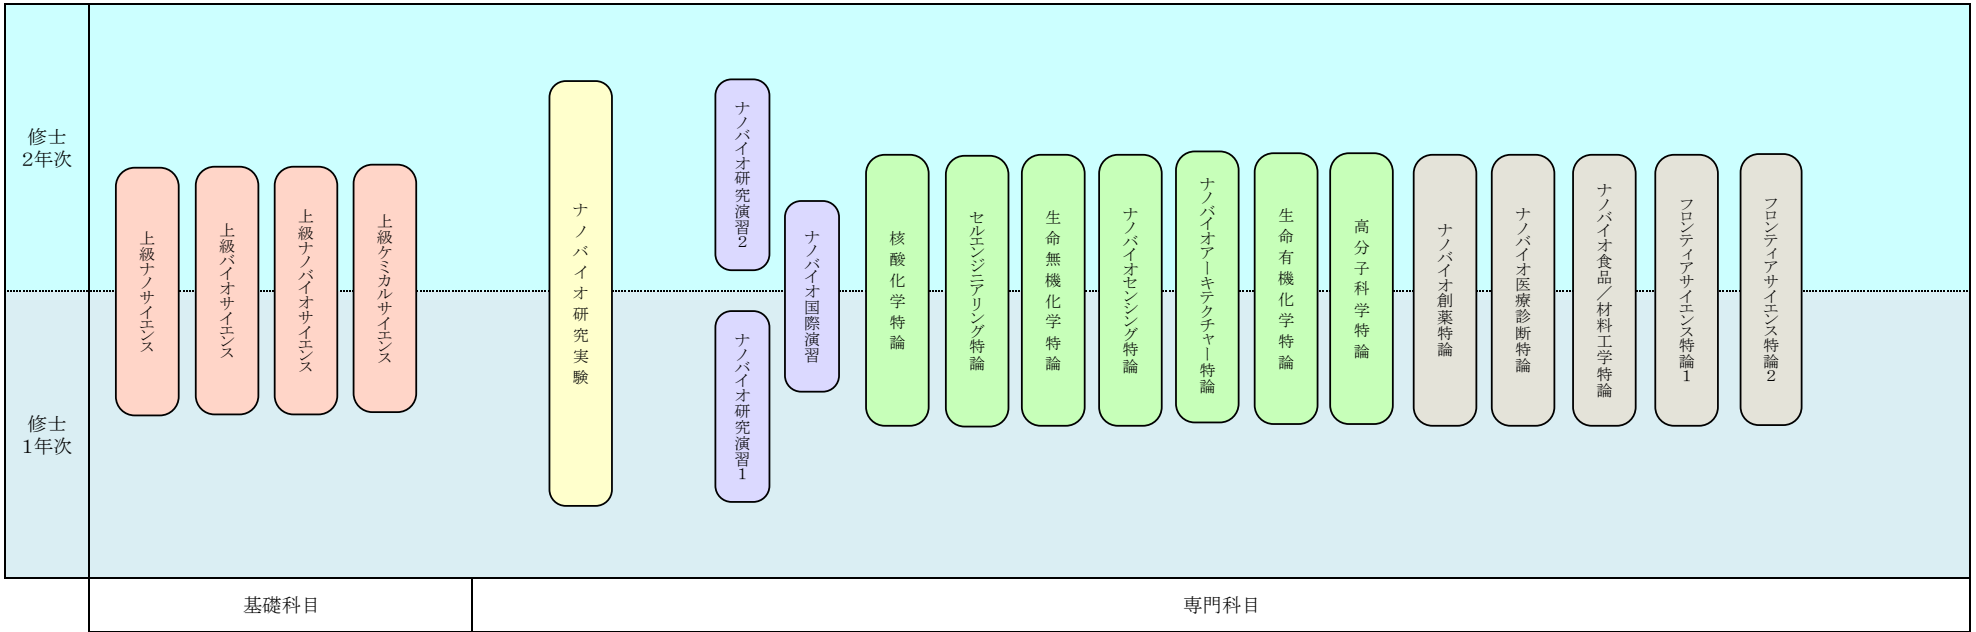 修士
2年次
修士
1年次
上級ナノサイエンス
上級バイオサイエンス
上級ナノバイオサイエンス
上級ケミカルサイエンス
ナノバイオ研究実験
ナノバイオ研究演習2
ナノバイオ研究演習1
ナノバイオ国際演習
核酸化学特論
セルエンジニアリング特論
生命無機化学特論
ナノバイオセンシング特論
ナノバイオアーキテクチャー特論
生命有機化学特論
高分子科学特論
ナノバイオ創薬特論
ナノバイオ医療診断特論
ナノバイオ食品／材料工学特論
フロンティアサイエンス特論1
フロンティアサイエンス特論2
基礎科目
専門科目